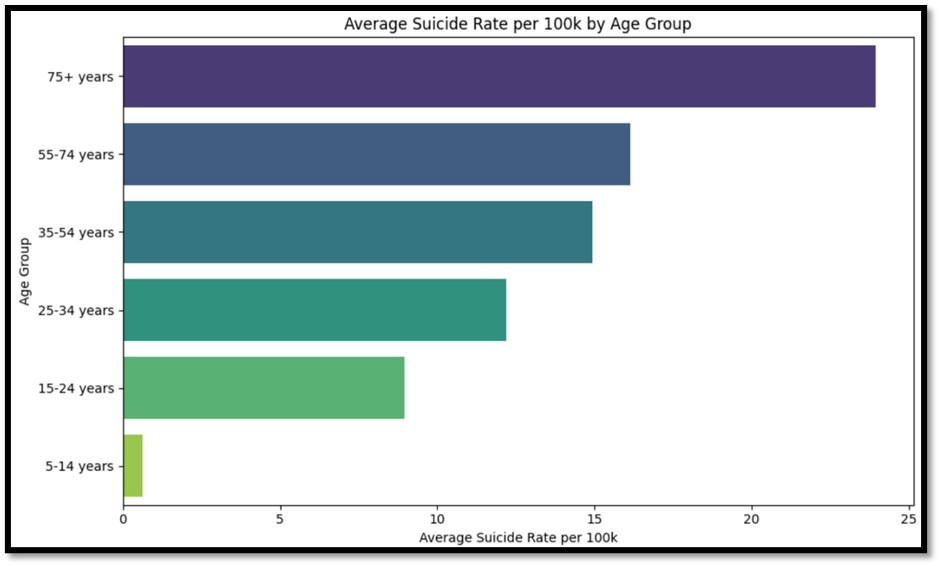 Average Suicide Rate per 100k by Age Group
75+ years
55-74 years
35-54 years
25-34 years
15-24 years
5-14 years
Age Group
0 5 10 15 20 25
Average Suicide Rate per 100k